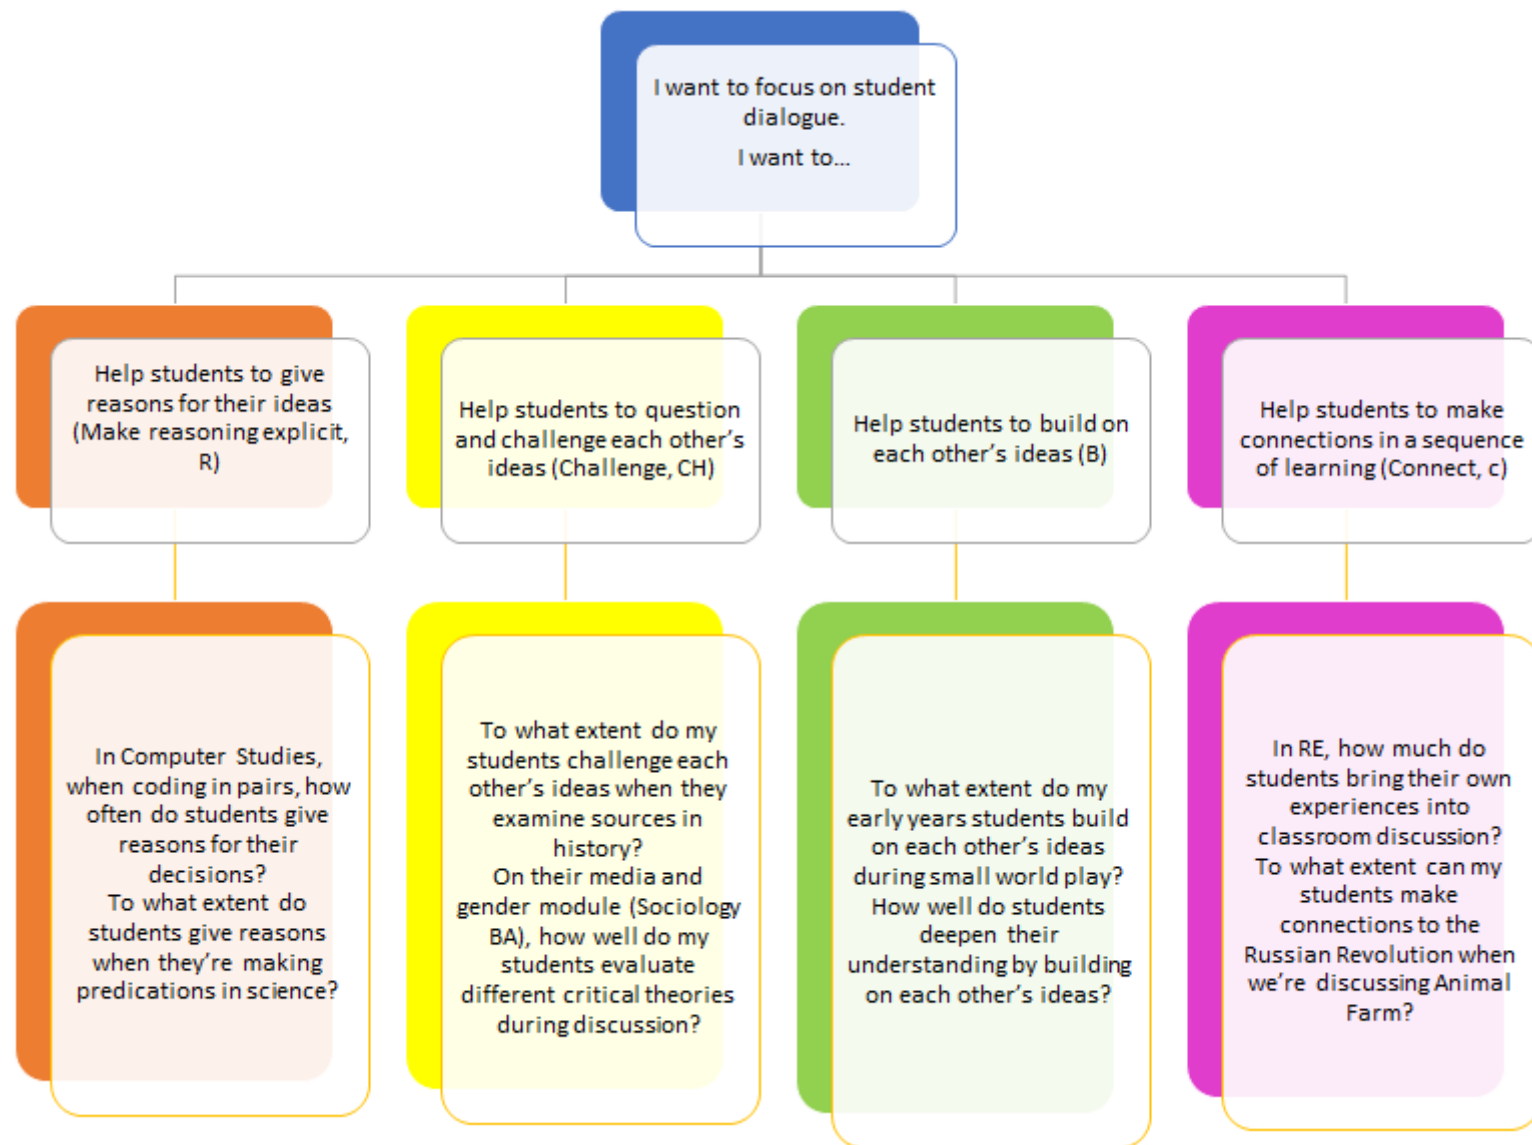 I want to focus on student
dialogue.
I want to...
Help students to give
reasons for their ideas
(Make reasoning explicit,
R)
Help students to question
and challenge each other's
ideas (Challenge, CH)
Help students to build on
each other's ideas (B)
Help students to make
connections in a sequence
of learning (Connect, c)
In Computer Studies,
when coding in pairs, how
often do students give
reasons for their
decisions?
To what extent do
students give reasons
when they're making
predications in science?
To what extent do my
students challenge each
other's ideas when they
examine sources in
history?
On their media and
gender module (Sociology
BA), how well do my
students evaluate
different critical theories
during discussion?
To what extent do my
early years students build
on each other's ideas
during small world play?
How well do students
deepen their
understanding by building
on each other's ideas?
In RE, how much do
students bring their own
experiences into
classroom discussion?
To what extent can my
students make
connections to the
Russian Revolution when
we're discussing Animal
Farm?